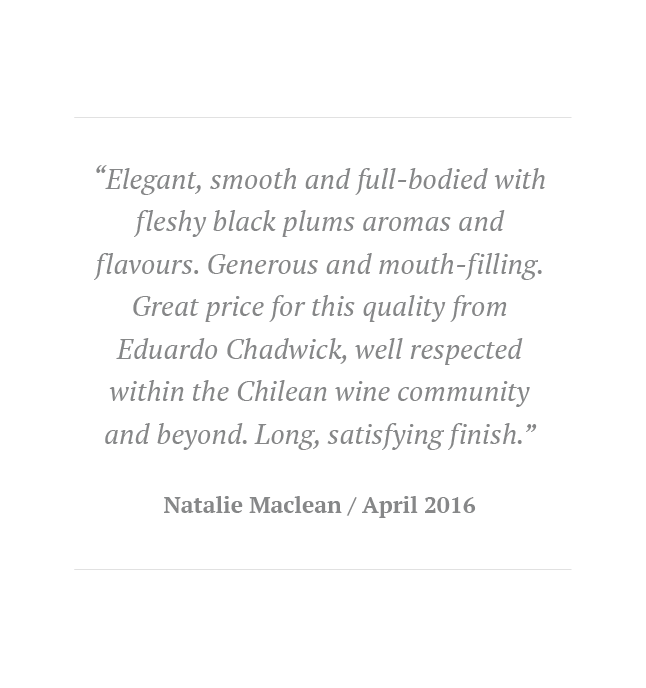 “Elegant, smooth and full-bodied with
fleshy black plums aromas and
flavours. Generous and mouth-filling.
Great price for this quality from
Eduardo Chadwick, well respected
within the Chilean wine community
and beyond. Long, satisfying finish.”
Natalie Maclean / April 2016